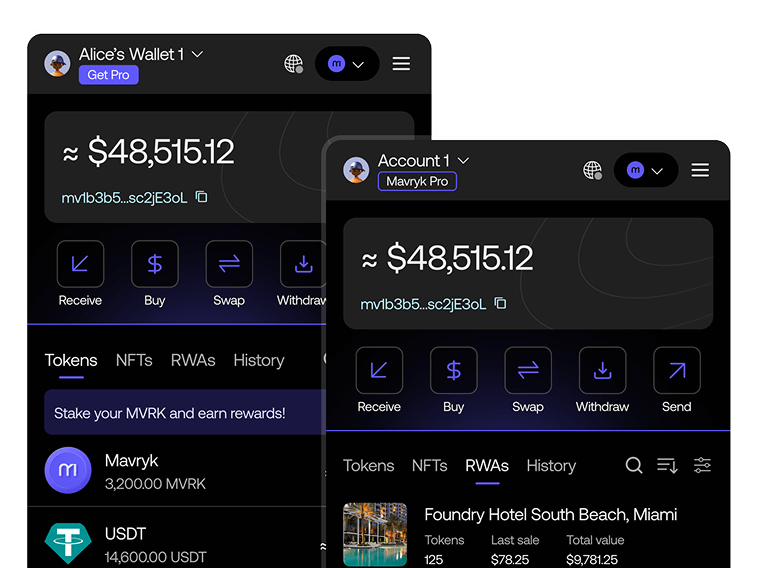 Alice's Wallet 1
Get Pro
m
≈ $48,515.12
mv1b3b5...sc2jE3oL
Receive Buy Swap Withdraw
Tokens NFTs RWAs History
Stake your MVRK and earn rewards!
m
Mavryk
3,200.00 MVRK
USDT
14,600.00 USDT
≈
Account 1
Mavryk Pro
m
≈ $48,515.12
mv1b3b5...sc2jE3oL
Receive Buy Swap Withdraw Send
Tokens NFTs RWAs History
Foundry Hotel South Beach, Miami
Tokens Last sale Total value
125 $78.25 $9,781.25